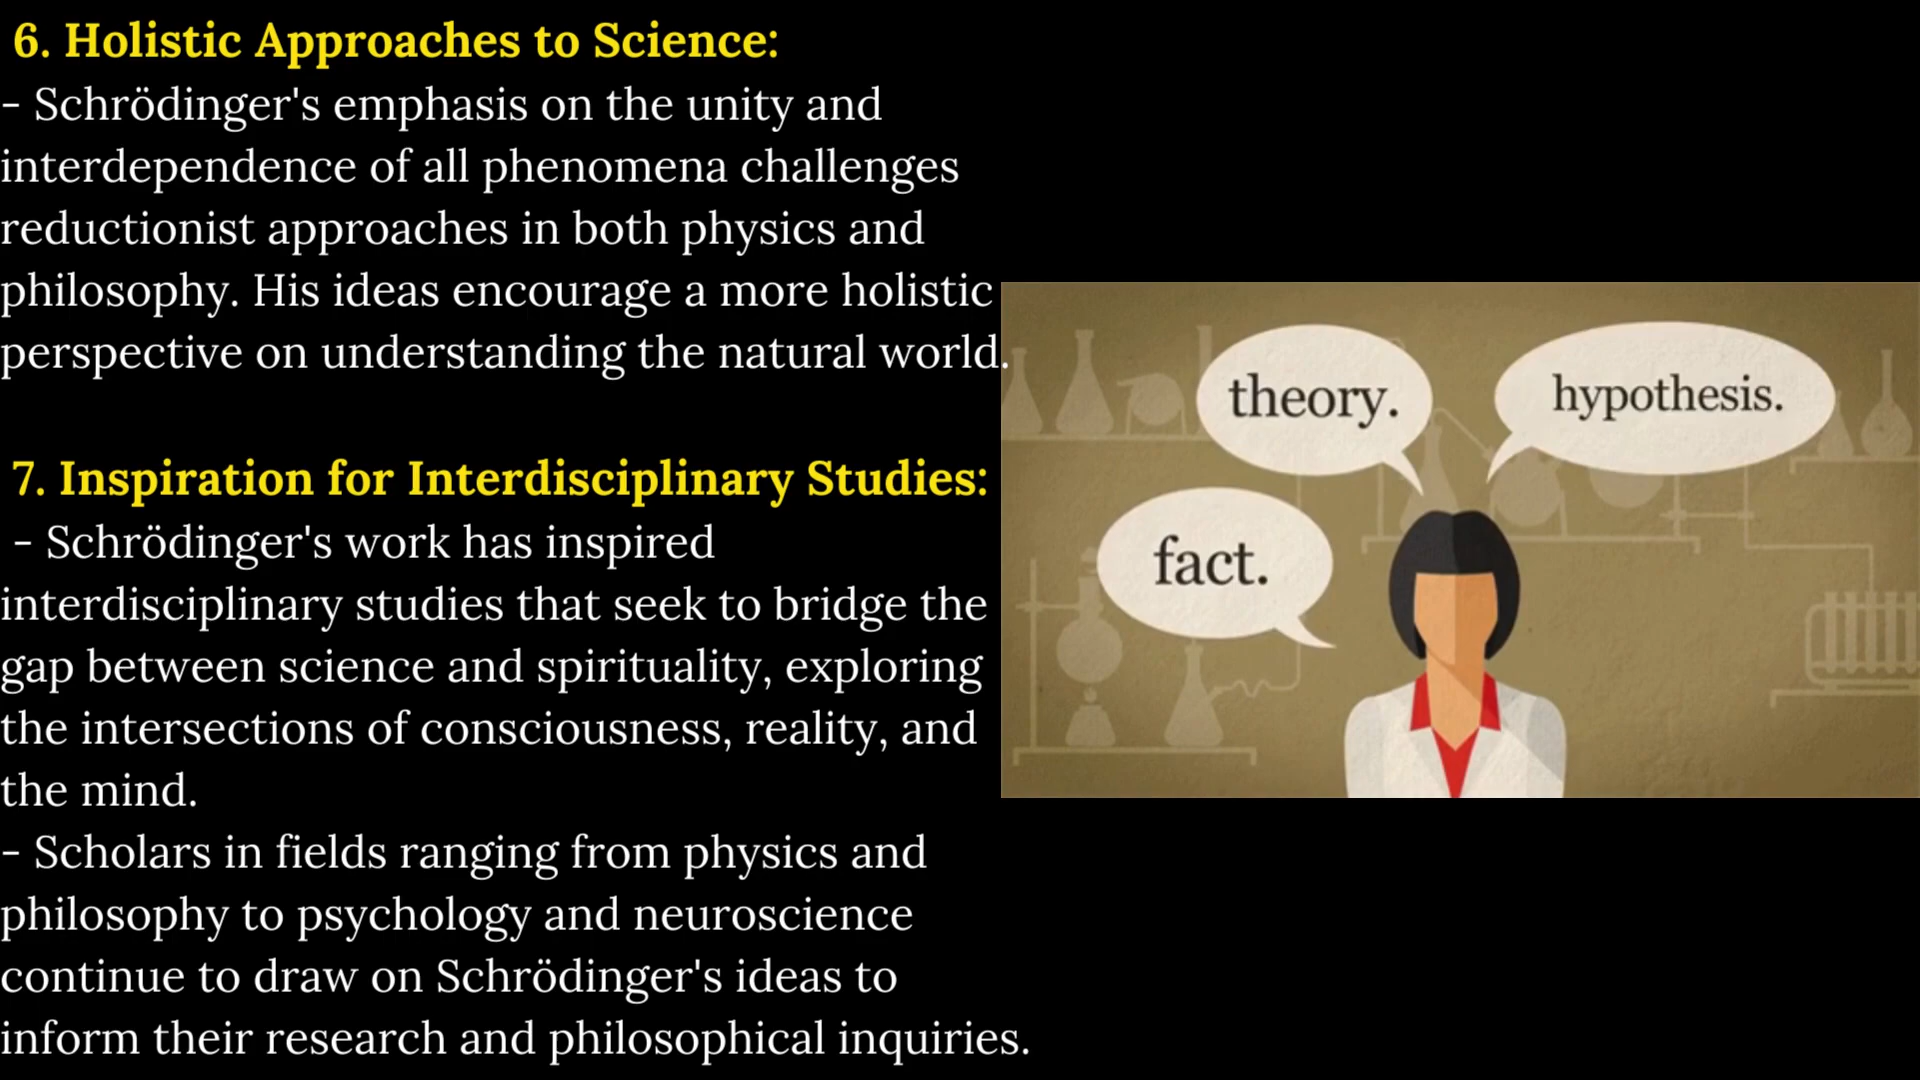 6. Holistic Approaches to Science:
- Schrödinger's emphasis on the unity and
interdependence of all phenomena challenges
reductionist approaches in both physics and
philosophy. His ideas encourage a more holistic
perspective on understanding the natural world.
7. Inspiration for Interdisciplinary Studies:
- Schrödinger's work has inspired
interdisciplinary studies that seek to bridge the
gap between science and spirituality, exploring
the intersections of consciousness, reality, and
the mind.
- Scholars in fields ranging from physics and
philosophy to psychology and neuroscience
continue to draw on Schrödinger's ideas to
inform their research and philosophical inquiries.
theory.
hypothesis.
fact.